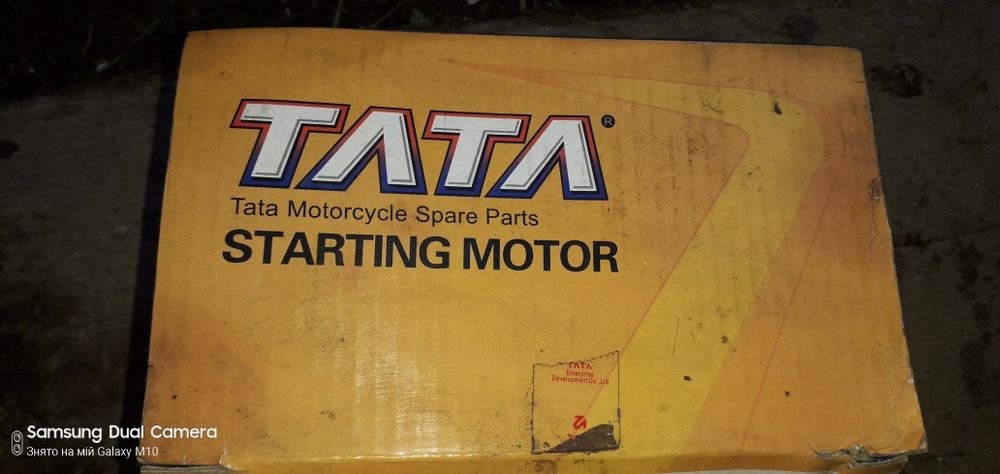 TATA®
Tata Motorcycle Spare Parts
STARTING MOTOR
TATA
Enterprise
Development Co., Ltd
Samsung Dual Camera
Знято на мій Galaxy M10